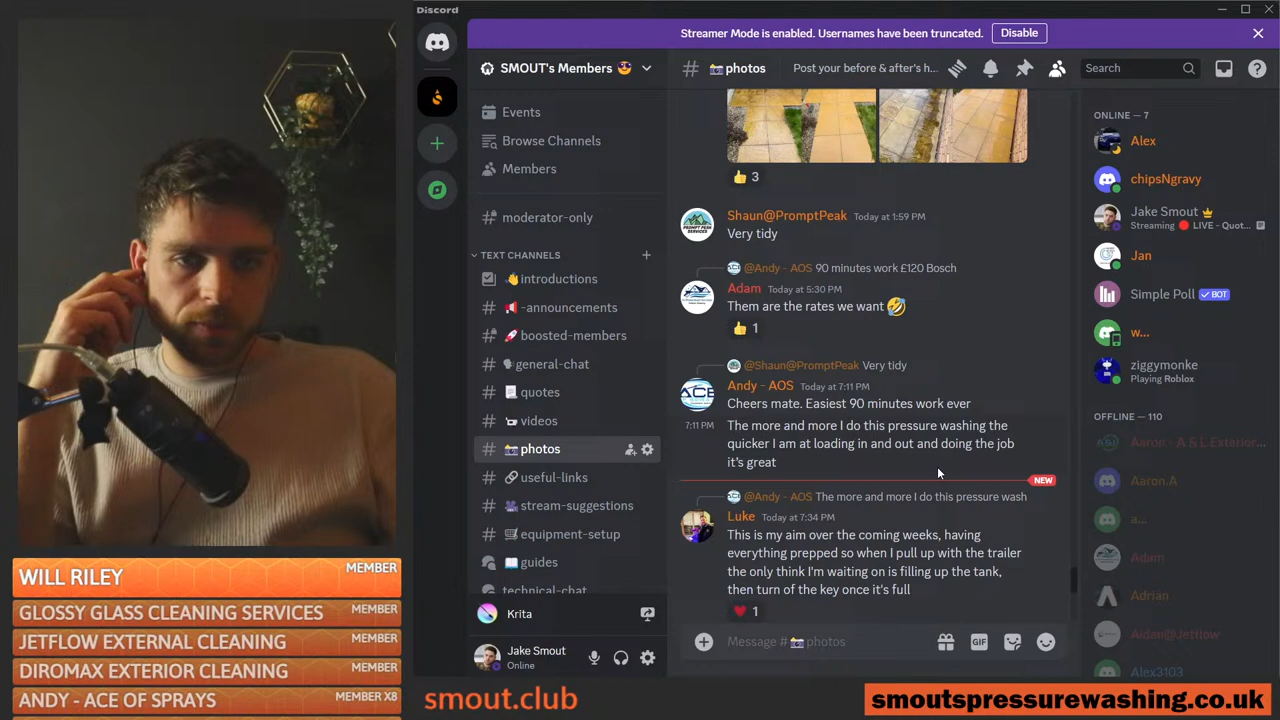 Discord
Streamer Mode is enabled. Usernames have been truncated.
Disable
SMOUT's Members
photos
Post your before & after's h...
Search
Events
Browse Channels
Members
moderator-only
TEXT CHANNELS
introductions
-announcements
boosted-members
general-chat
quotes
videos
photos
useful-links
stream-suggestions
equipment-setup
guides
technical-chat
Krita
Jake Smout
Online
3
Shaun@PromptPeak Today at 1:59 PM
Very tidy
@Andy - AOS 90 minutes work £120 Bosch
Adam Today at 5:30 PM
Them are the rates we want
1
@Shaun@PromptPeak Very tidy
Andy - AOS Today at 7:11 PM
Cheers mate. Easiest 90 minutes work ever
7:11 PM The more and more I do this pressure washing the
quicker I am at loading in and out and doing the job
it's great
NEW
@Andy - AOS The more and more I do this pressure wash
Luke Today at 7:34 PM
This is my aim over the coming weeks, having
everything prepped so when I pull up with the trailer
the only think I'm waiting on is filling up the tank,
then turn of the key once it's full
1
Message # photos
GIF
ONLINE — 7
Alex
chipsNgravy
Jake Smout
Streaming LIVE - Quot...
Jan
Simple Poll BOT
w...
ziggymonke
Playing Roblox
OFFLINE — 110
Aaron - A & L Exterior...
Aaron.A
a...
Adam
Adrian
Aidan@Jetflow
Alex3103
WILL RILEY MEMBER
GLOSSY GLASS CLEANING SERVICES MEMBER
JETFLOW EXTERNAL CLEANING MEMBER
DIROMAX EXTERIOR CLEANING MEMBER
ANDY - ACE OF SPRAYS MEMBER X8
smout.club
smoutspressurewashing.co.uk